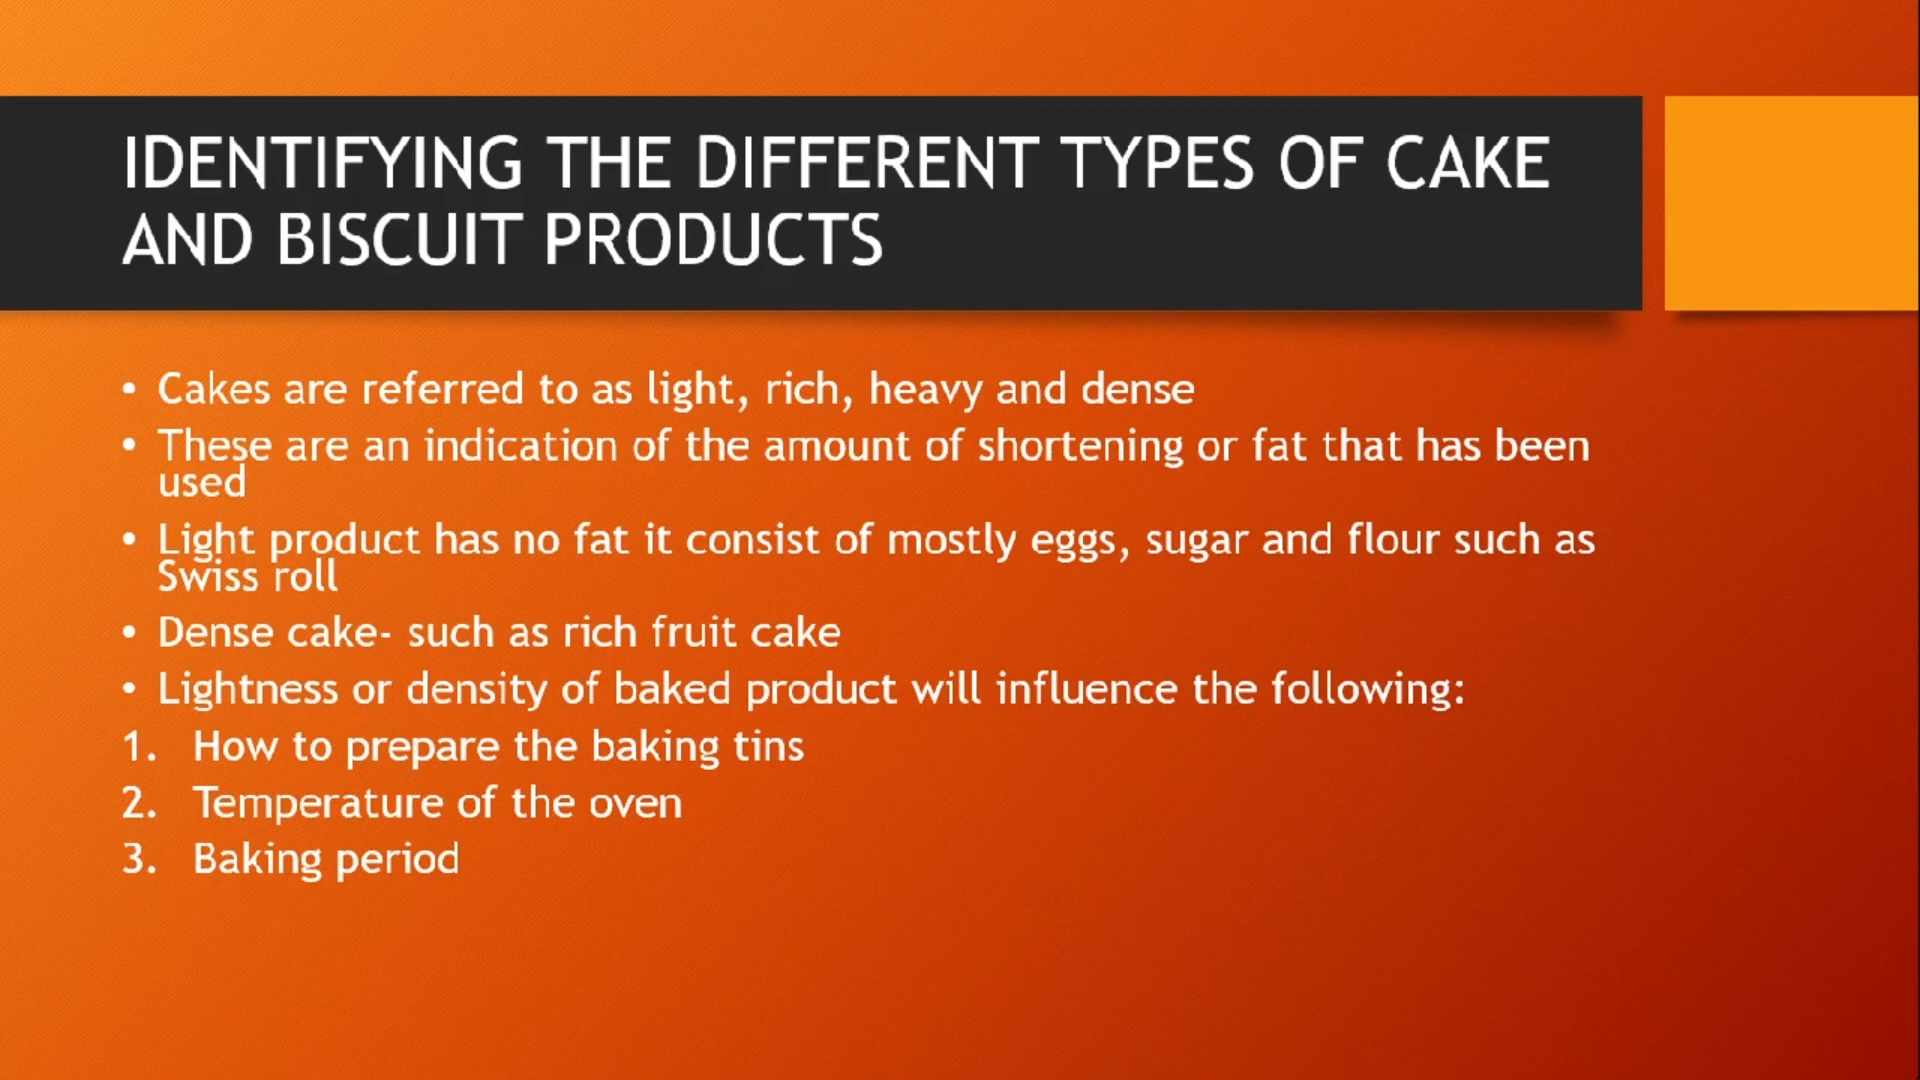 IDENTIFYING THE DIFFERENT TYPES OF CAKE
AND BISCUIT PRODUCTS
• Cakes are referred to as light, rich, heavy and dense
• These are an indication of the amount of shortening or fat that has been
used
• Light product has no fat it consist of mostly eggs, sugar and flour such as
Swiss roll
• Dense cake- such as rich fruit cake
• Lightness or density of baked product will influence the following:
1. How to prepare the baking tins
2. Temperature of the oven
3. Baking period